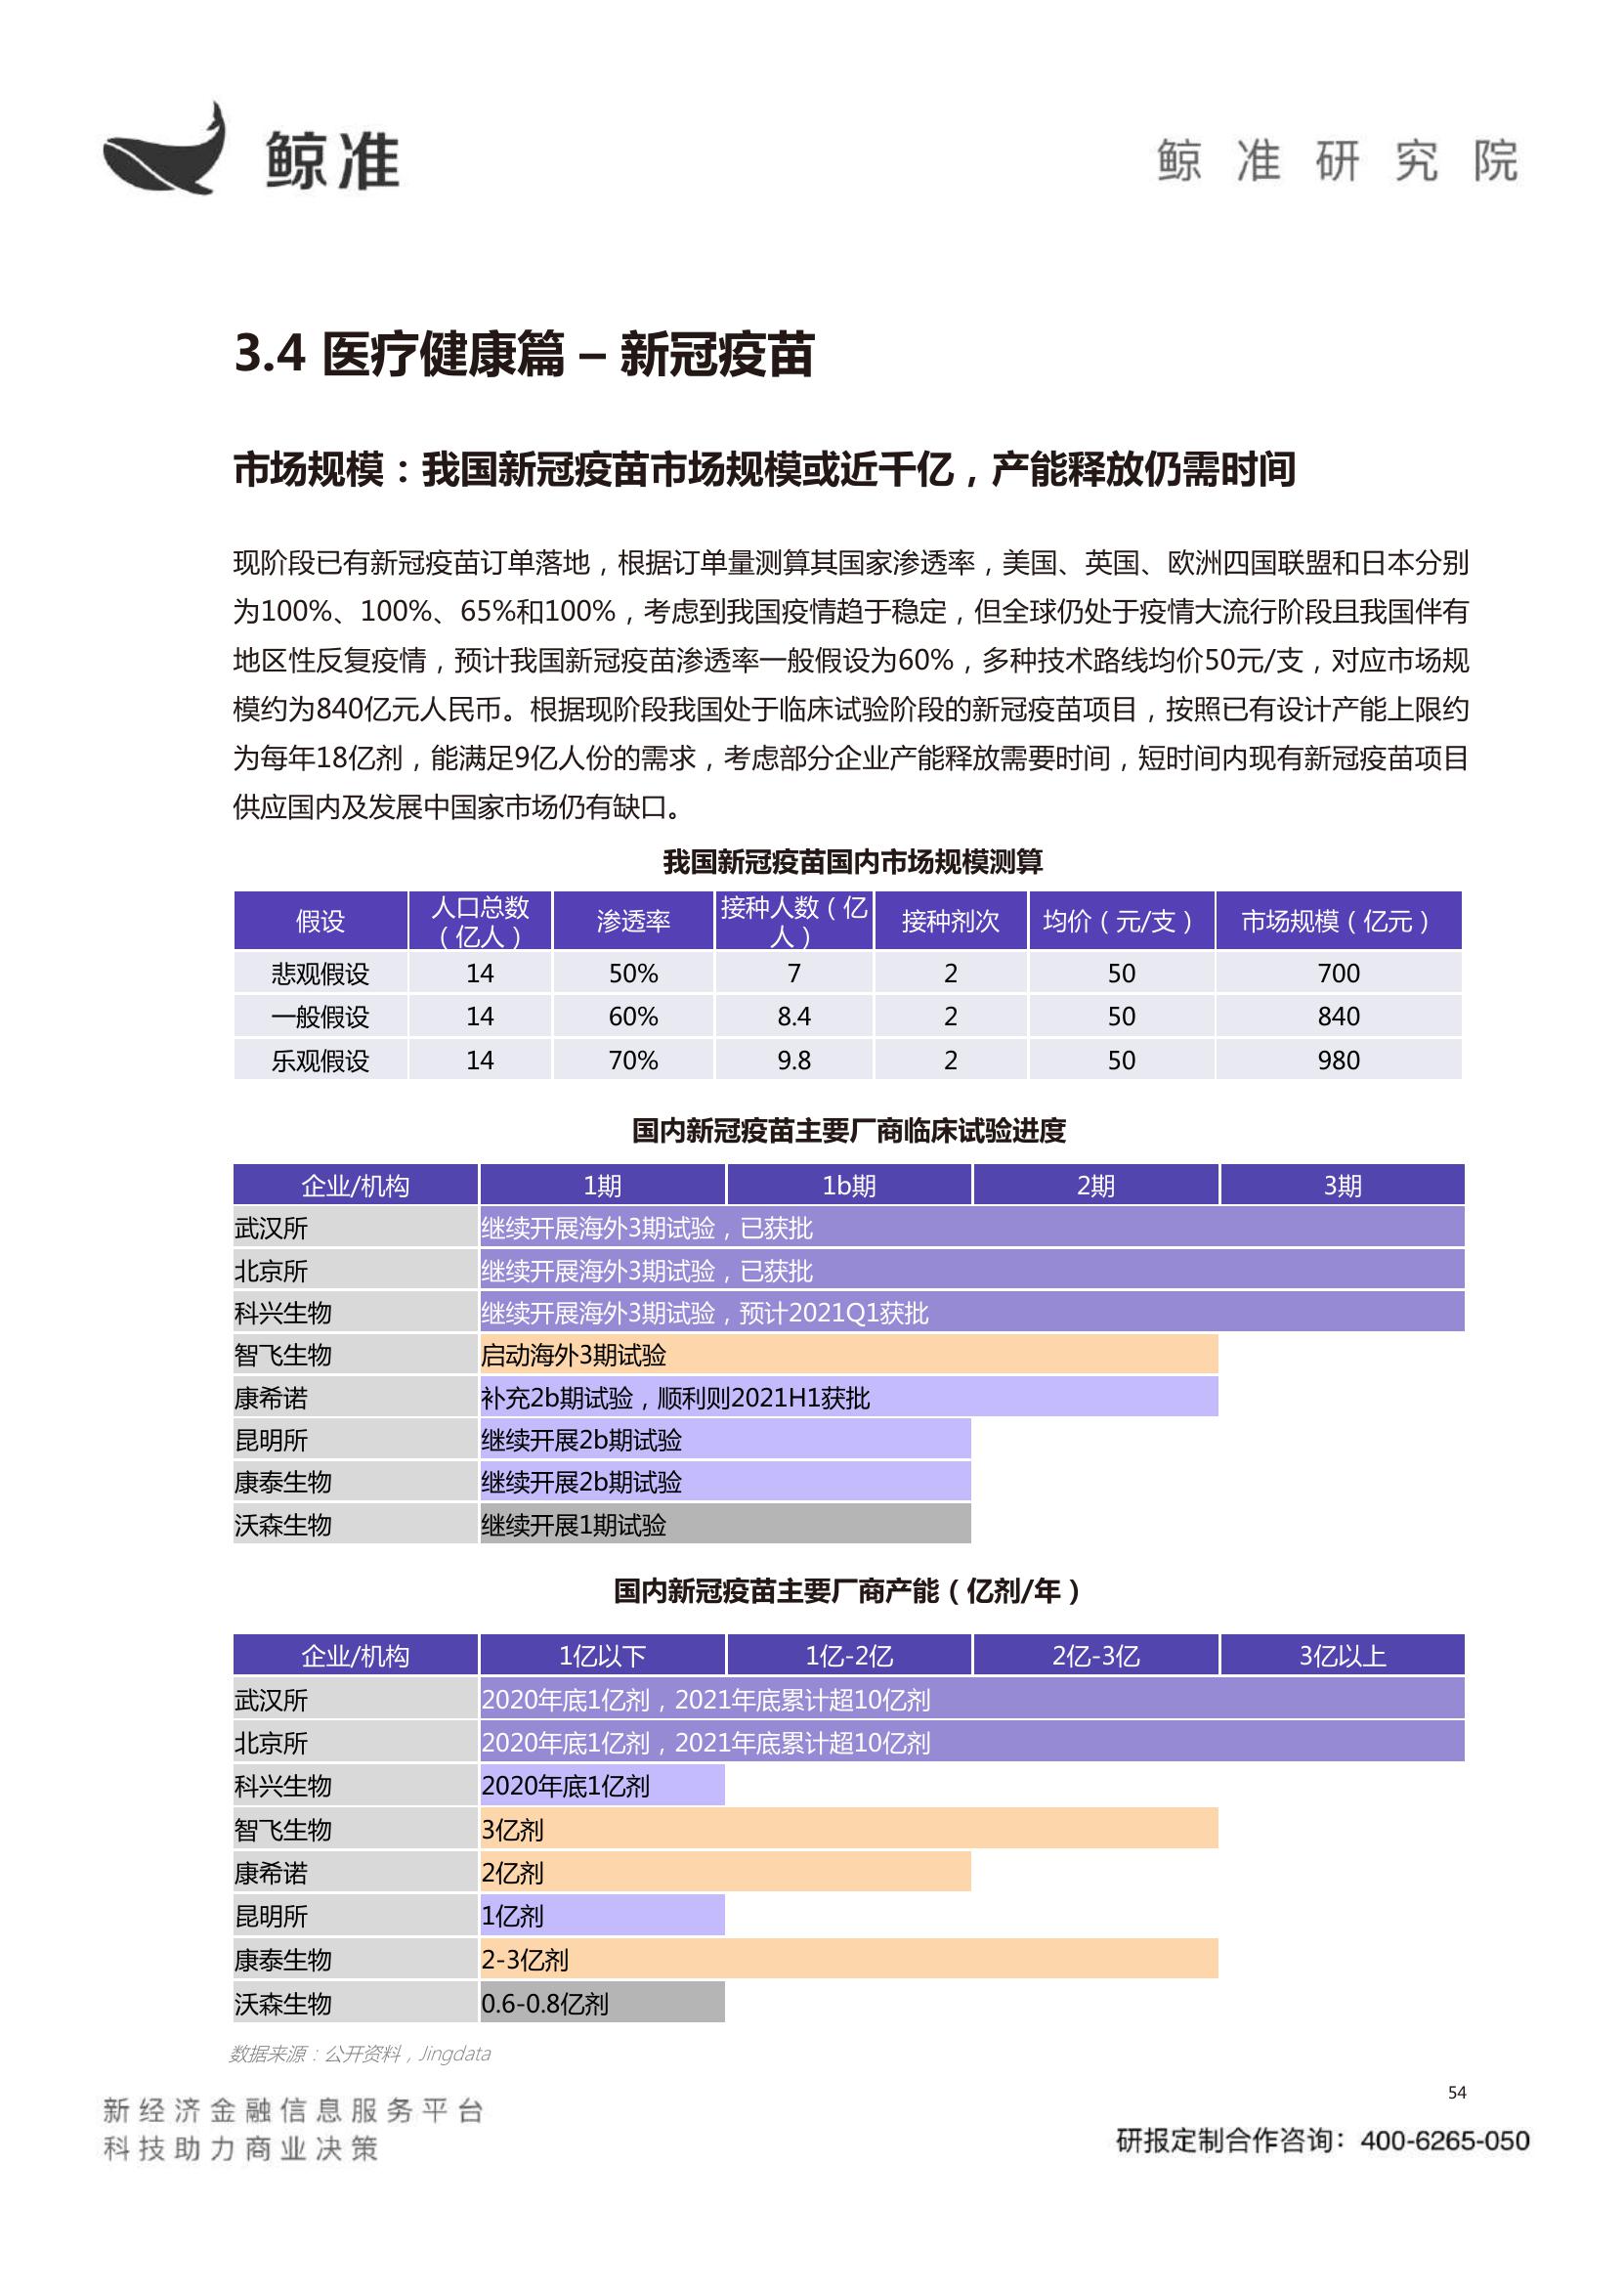 鲸准
鲸准研究院
3.4 医疗健康篇 – 新冠疫苗
市场规模：我国新冠疫苗市场规模或近千亿，产能释放仍需时间
现阶段已有新冠疫苗订单落地，根据订单量测算其国家渗透率，美国、英国、欧洲四国联盟和日本分别
为100%、100%、65%和100%，考虑到我国疫情趋于稳定，但全球仍处于疫情大流行阶段且我国伴有
地区性反复疫情，预计我国新冠疫苗渗透率一般假设为60%，多种技术路线均价50元/支，对应市场规
模约为840亿元人民币。根据现阶段我国处于临床试验阶段的新冠疫苗项目，按照已有设计产能上限约
为每年18亿剂，能满足9亿人份的需求，考虑部分企业产能释放需要时间，短时间内现有新冠疫苗项目
供应国内及发展中国家市场仍有缺口。
我国新冠疫苗国内市场规模测算
假设 人口总数（亿人） 渗透率 接种人数（亿人） 接种剂次 均价（元/支） 市场规模（亿元）
悲观假设 14 50% 7 2 50 700
一般假设 14 60% 8.4 2 50 840
乐观假设 14 70% 9.8 2 50 980
国内新冠疫苗主要厂商临床试验进度
企业/机构 1期 1b期 2期 3期
武汉所 继续开展海外3期试验，已获批
北京所 继续开展海外3期试验，已获批
科兴生物 继续开展海外3期试验，预计2021Q1获批
智飞生物 启动海外3期试验
康希诺 补充2b期试验，顺利则2021H1获批
昆明所 继续开展2b期试验
康泰生物 继续开展2b期试验
沃森生物 继续开展1期试验
国内新冠疫苗主要厂商产能（亿剂/年）
企业/机构 1亿以下 1亿-2亿 2亿-3亿 3亿以上
武汉所 2020年底1亿剂，2021年底累计超10亿剂
北京所 2020年底1亿剂，2021年底累计超10亿剂
科兴生物 2020年底1亿剂
智飞生物 3亿剂
康希诺 2亿剂
昆明所 1亿剂
康泰生物 2-3亿剂
沃森生物 0.6-0.8亿剂
数据来源：公开资料，Jingdata
54
新经济金融信息服务平台
科技助力商业决策
研报定制合作咨询：400-6265-050